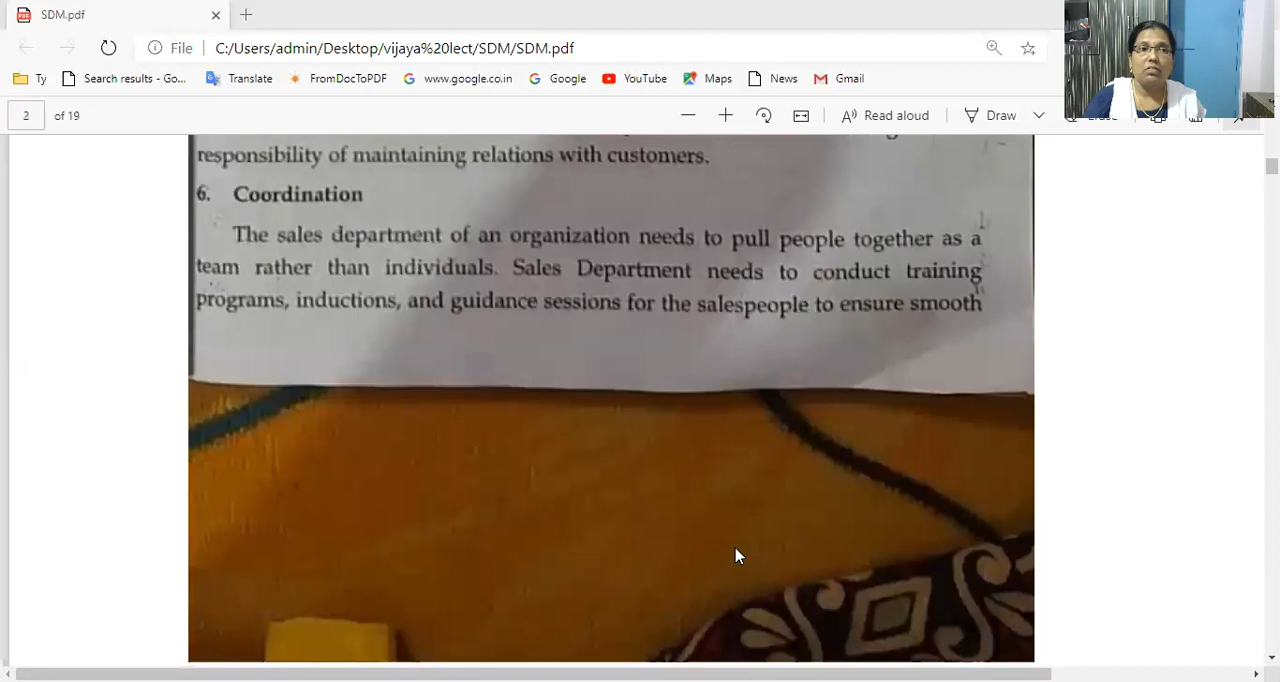 SDM.pdf
File C:/Users/admin/Desktop/vijaya%20lect/SDM/SDM.pdf
Ty Search results - Go... Translate FromDocToPDF www.google.co.in Google YouTube Maps News Gmail
2 of 19 Read aloud Draw
responsibility of maintaining relations with customers.
6. Coordination
The sales department of an organization needs to pull people together as a
team rather than individuals. Sales Department needs to conduct training
programs, inductions, and guidance sessions for the salespeople to ensure smooth